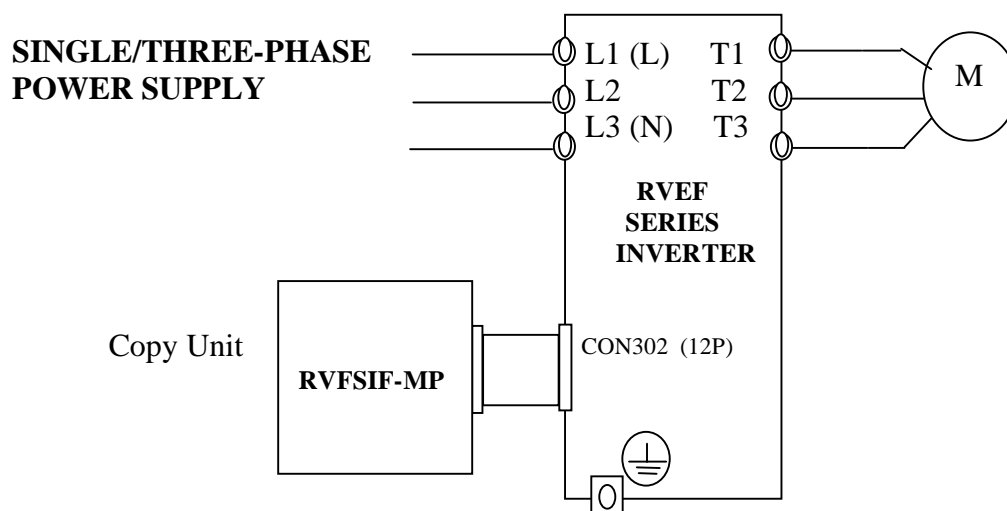 SINGLE/THREE-PHASE
POWER SUPPLY
L1 (L) T1
L2 T2
L3 (N) T3
M
RVEF
SERIES
INVERTER
Copy Unit
RVFSIF-MP
CON302 (12P)